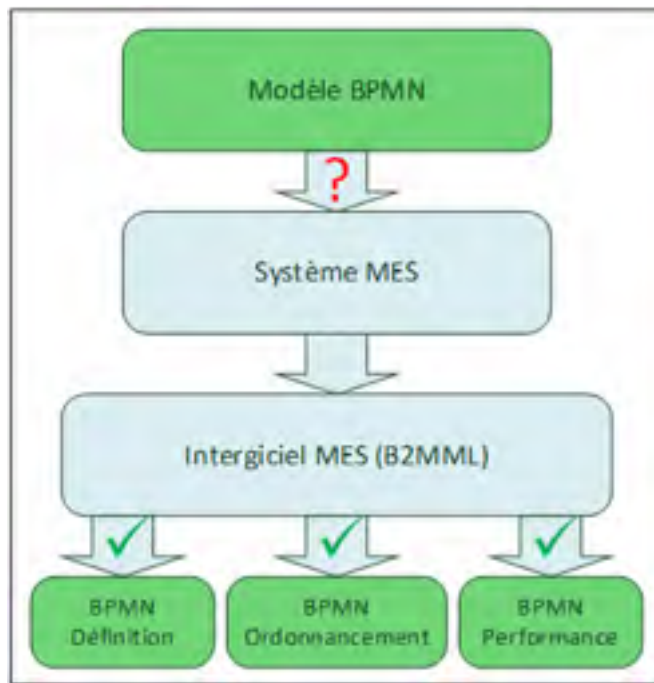 Modèle BPMN
?
Système MES
Intergiciel MES (B2MML)
BPMN
Définition
BPMN
Ordonnancement
BPMN
Performance